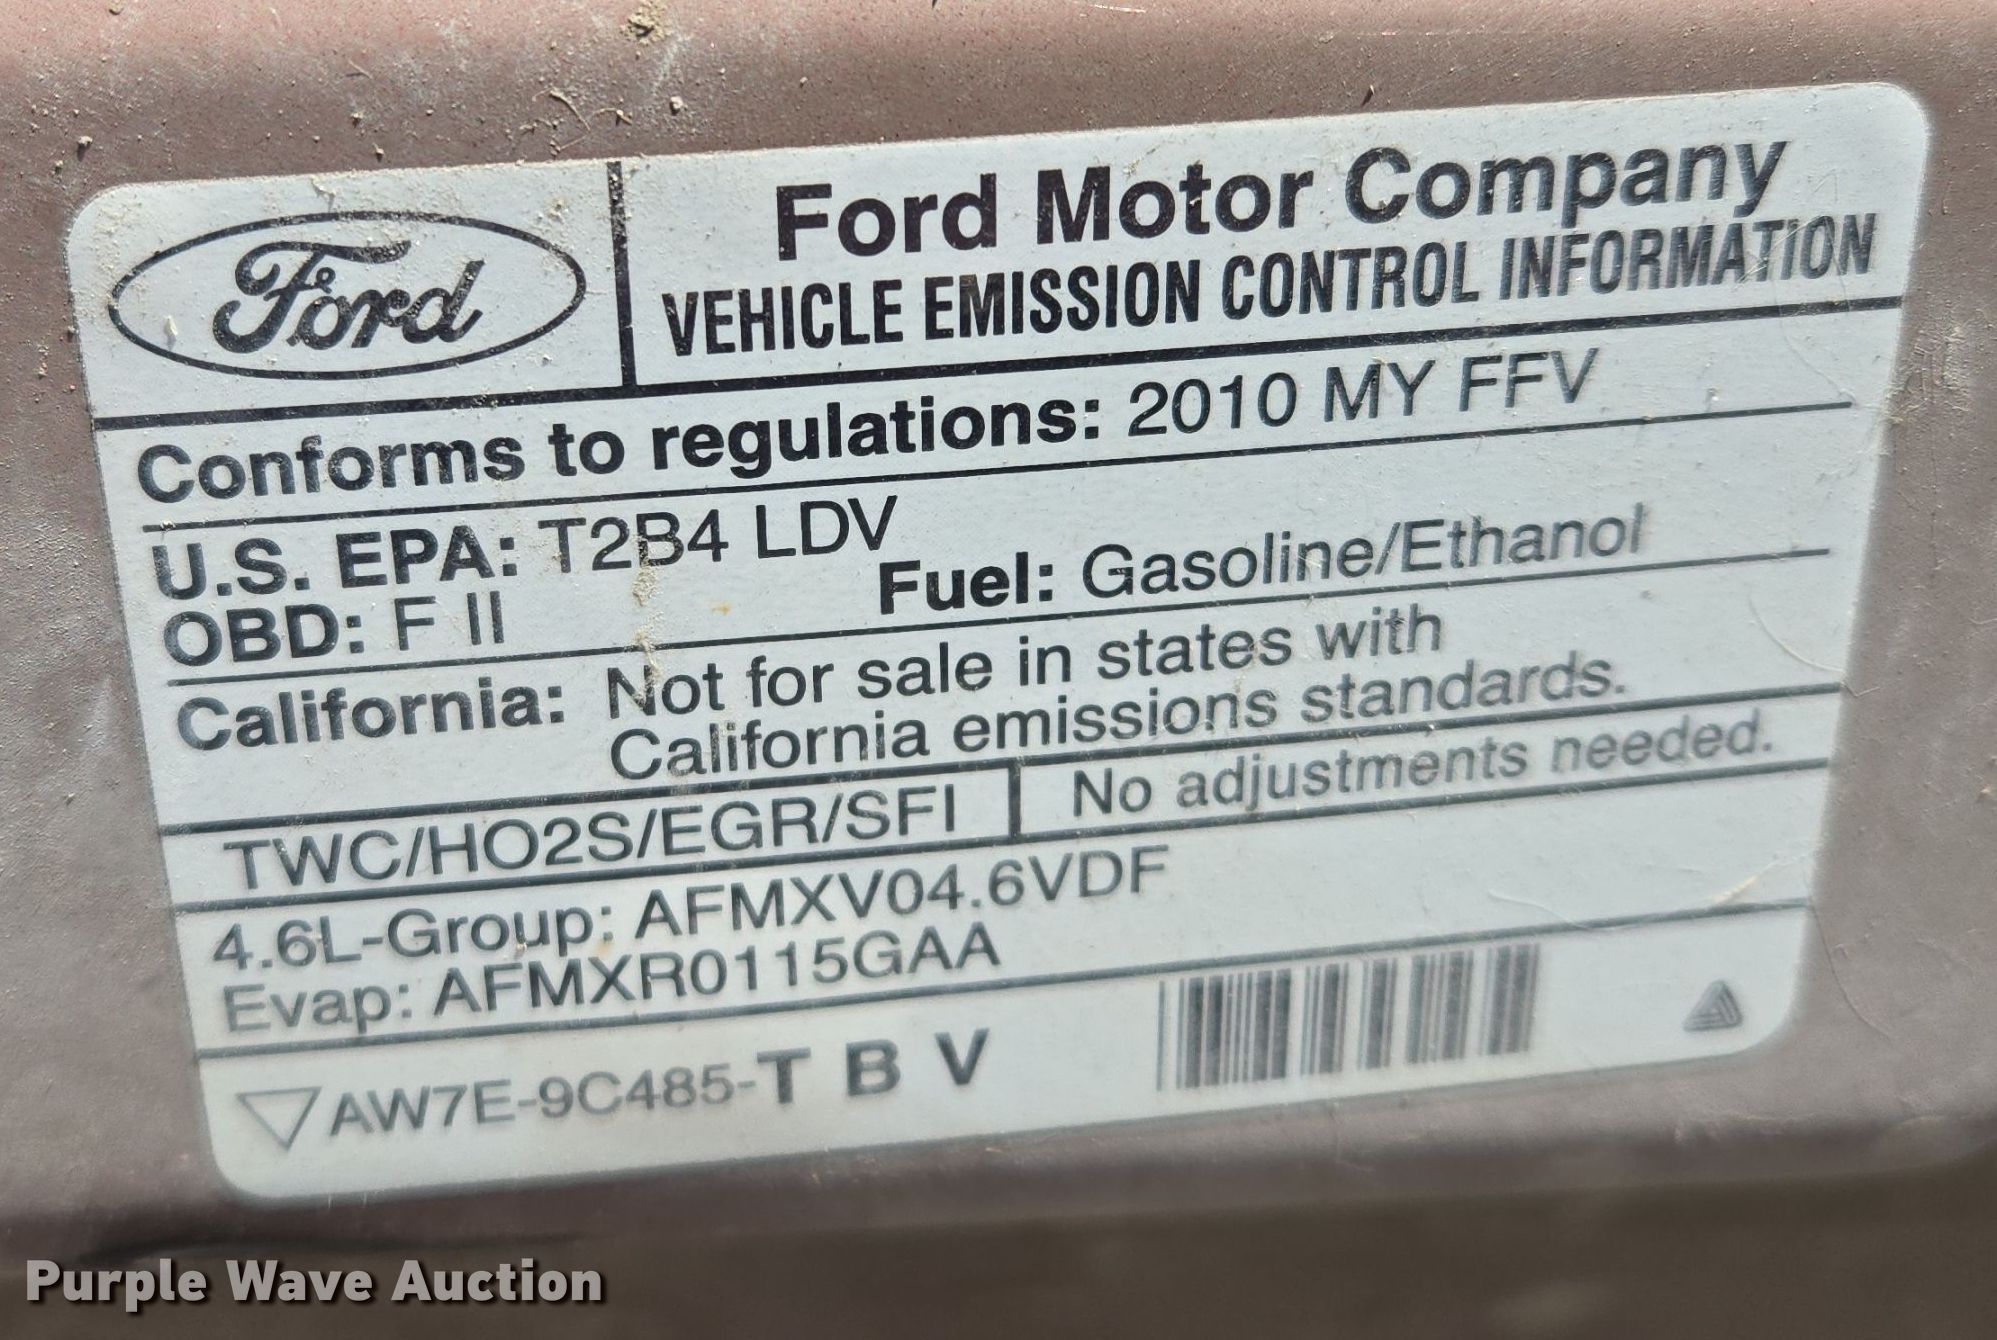 Ford
Ford Motor Company
VEHICLE EMISSION CONTROL INFORMATION
Conforms to regulations: 2010 MY FFV
U.S. EPA: T2B4 LDV
OBD: F II
Fuel: Gasoline/Ethanol
California: Not for sale in states with
California emissions standards.
TWC/HO2S/EGR/SFI
No adjustments needed.
4.6L-Group: AFMXV04.6VDF
Evap: AFMXR0115GAA
AW7E-9C485-T B V
Purple Wave Auction